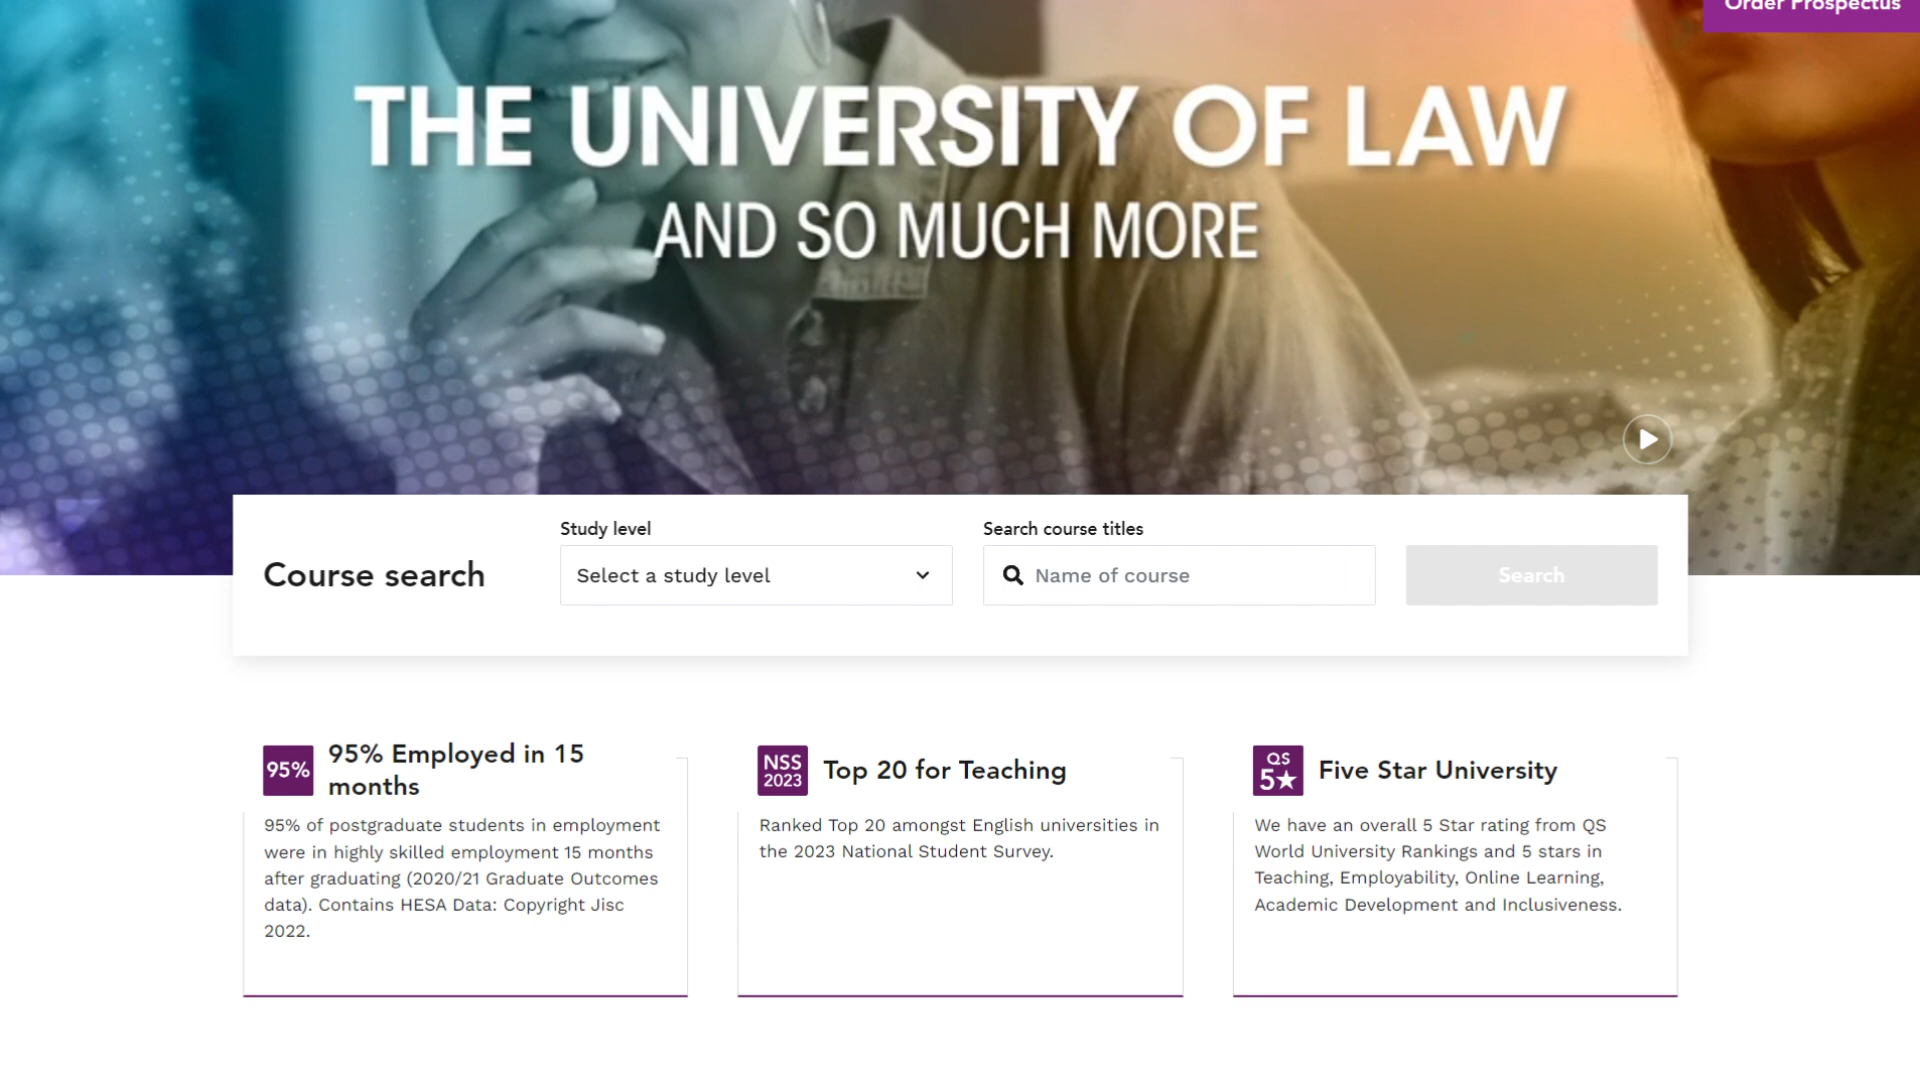 Order Prospectus
THE UNIVERSITY OF LAW
AND SO MUCH MORE
Study level
Search course titles
Course search
Select a study level
Name of course
Search
95%
95% Employed in 15
months
95% of postgraduate students in employment
were in highly skilled employment 15 months
after graduating (2020/21 Graduate Outcomes
data). Contains HESA Data: Copyright Jisc
2022.
NSS
2023
Top 20 for Teaching
Ranked Top 20 amongst English universities in
the 2023 National Student Survey.
QS
5★
Five Star University
We have an overall 5 Star rating from QS
World University Rankings and 5 stars in
Teaching, Employability, Online Learning,
Academic Development and Inclusiveness.